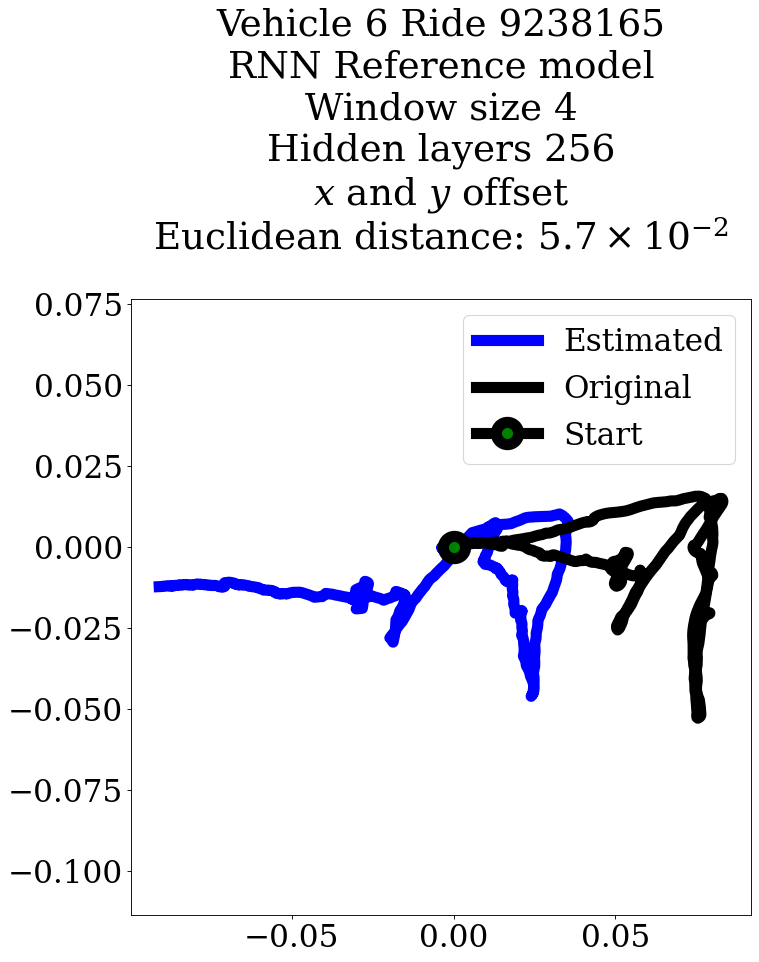 Vehicle 6 Ride 9238165
RNN Reference model
Window size 4
Hidden layers 256
x and y offset
Euclidean distance: 5.7 × 10⁻²
Estimated
Original
Start
0.075
0.050
0.025
0.000
−0.025
−0.050
−0.075
−0.100
−0.05 0.00 0.05